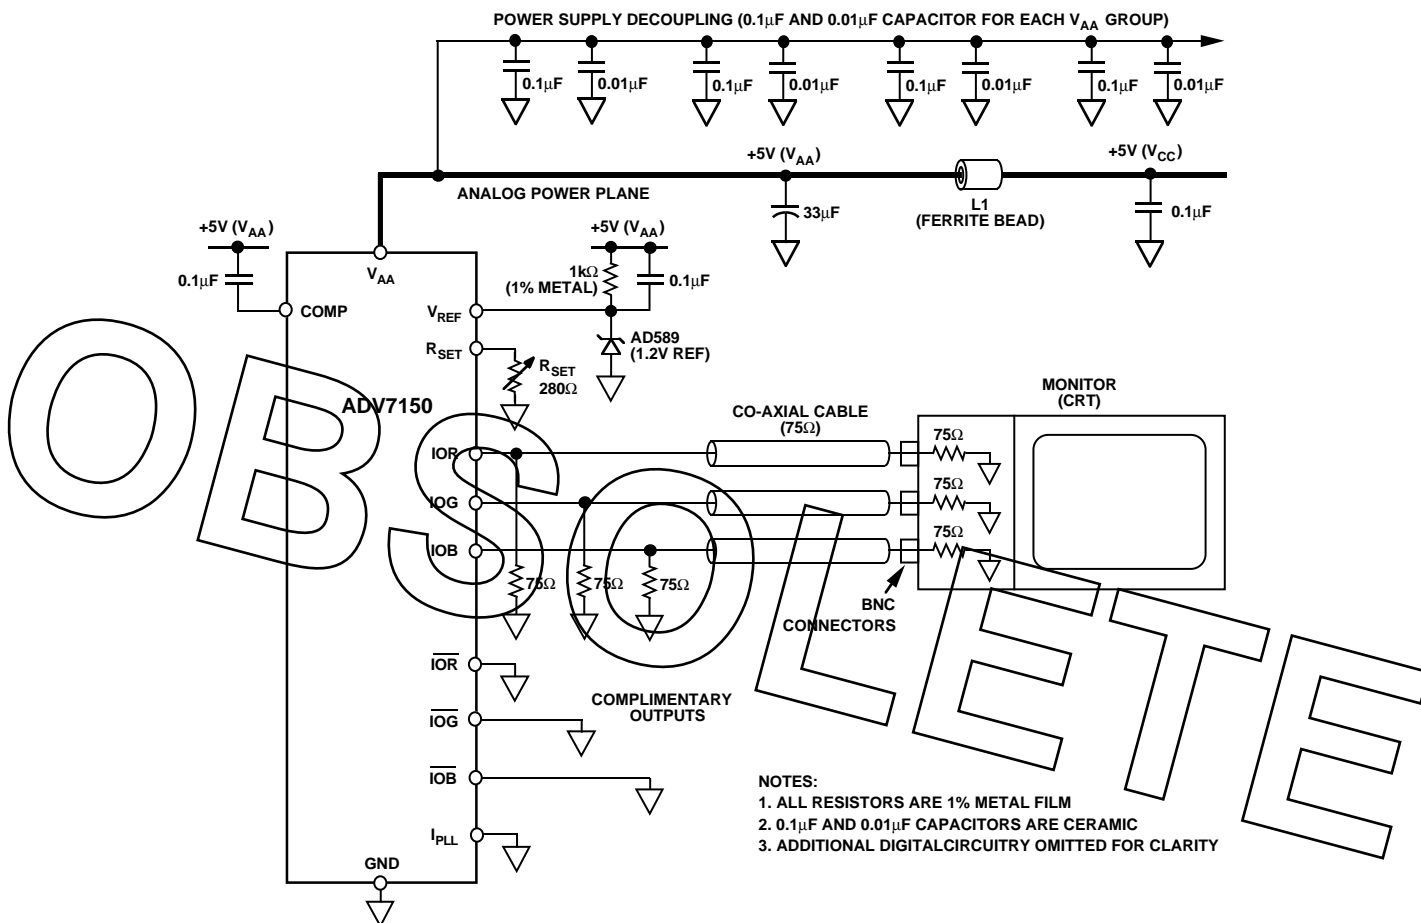 POWER SUPPLY DECOUPLING (0.1μF AND 0.01μF CAPACITOR FOR EACH VAA GROUP)
0.1μF 0.01μF 0.1μF 0.01μF 0.1μF 0.01μF 0.1μF 0.01μF
+5V (VAA)
+5V (VCC)
ANALOG POWER PLANE
33μF
L1
(FERRITE BEAD)
0.1μF
+5V (VAA)
0.1μF
COMP
VAA
+5V (VAA)
1kΩ
(1% METAL)
0.1μF
VREF
AD589
(1.2V REF)
RSET
RSET
280Ω
ADV7150
MONITOR
(CRT)
CO-AXIAL CABLE
(75Ω)
IOR
75Ω
IOG
75Ω
IOB
75Ω
75Ω 75Ω 75Ω
BNC
CONNECTORS
IOR
IOG
IOB
COMPLIMENTARY
OUTPUTS
IPLL
GND
NOTES:
1. ALL RESISTORS ARE 1% METAL FILM
2. 0.1μF AND 0.01μF CAPACITORS ARE CERAMIC
3. ADDITIONAL DIGITALCIRCUITRY OMITTED FOR CLARITY
OBSOLETE